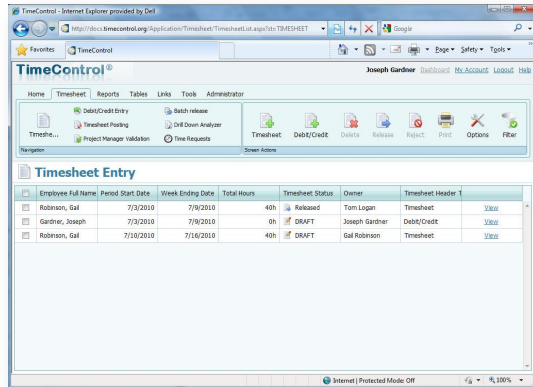 TimeControl - Internet Explorer provided by Dell
http://docs.timecontrol.org/Application/Timesheet/TimesheetList.aspx?st=TIMESHEET
Google
Favorites
TimeControl
Page
Safety
Tools
TimeControl®
Joseph Gardner Dashboard My Account Logout Help
Home Timesheet Reports Tables Links Tools Administrator
Timeshe...
Debit/Credit Entry
Timesheet Posting
Project Manager Validation
Batch release
Drill Down Analyzer
Time Requests
Navigation
Timesheet Debit/Credit Delete Release Reject Print Options Filter
Screen Actions
Timesheet Entry
Employee Full Name Period Start Date Week Ending Date Total Hours Timesheet Status Owner Timesheet Header T
Robinson, Gail 7/3/2010 7/9/2010 40h Released Tom Logan Timesheet View
Gardner, Joseph 7/3/2010 7/9/2010 0h DRAFT Joseph Gardner Debit/Credit View
Robinson, Gail 7/10/2010 7/16/2010 40h DRAFT Gail Robinson Timesheet View
Internet | Protected Mode: Off
100%